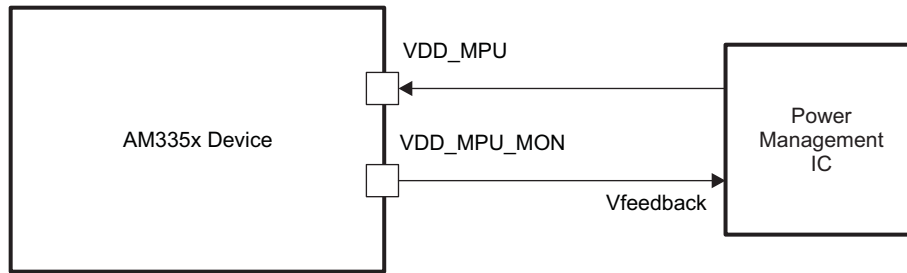 VDD_MPU
AM335x Device
VDD_MPU_MON
Vfeedback
Power
Management
IC